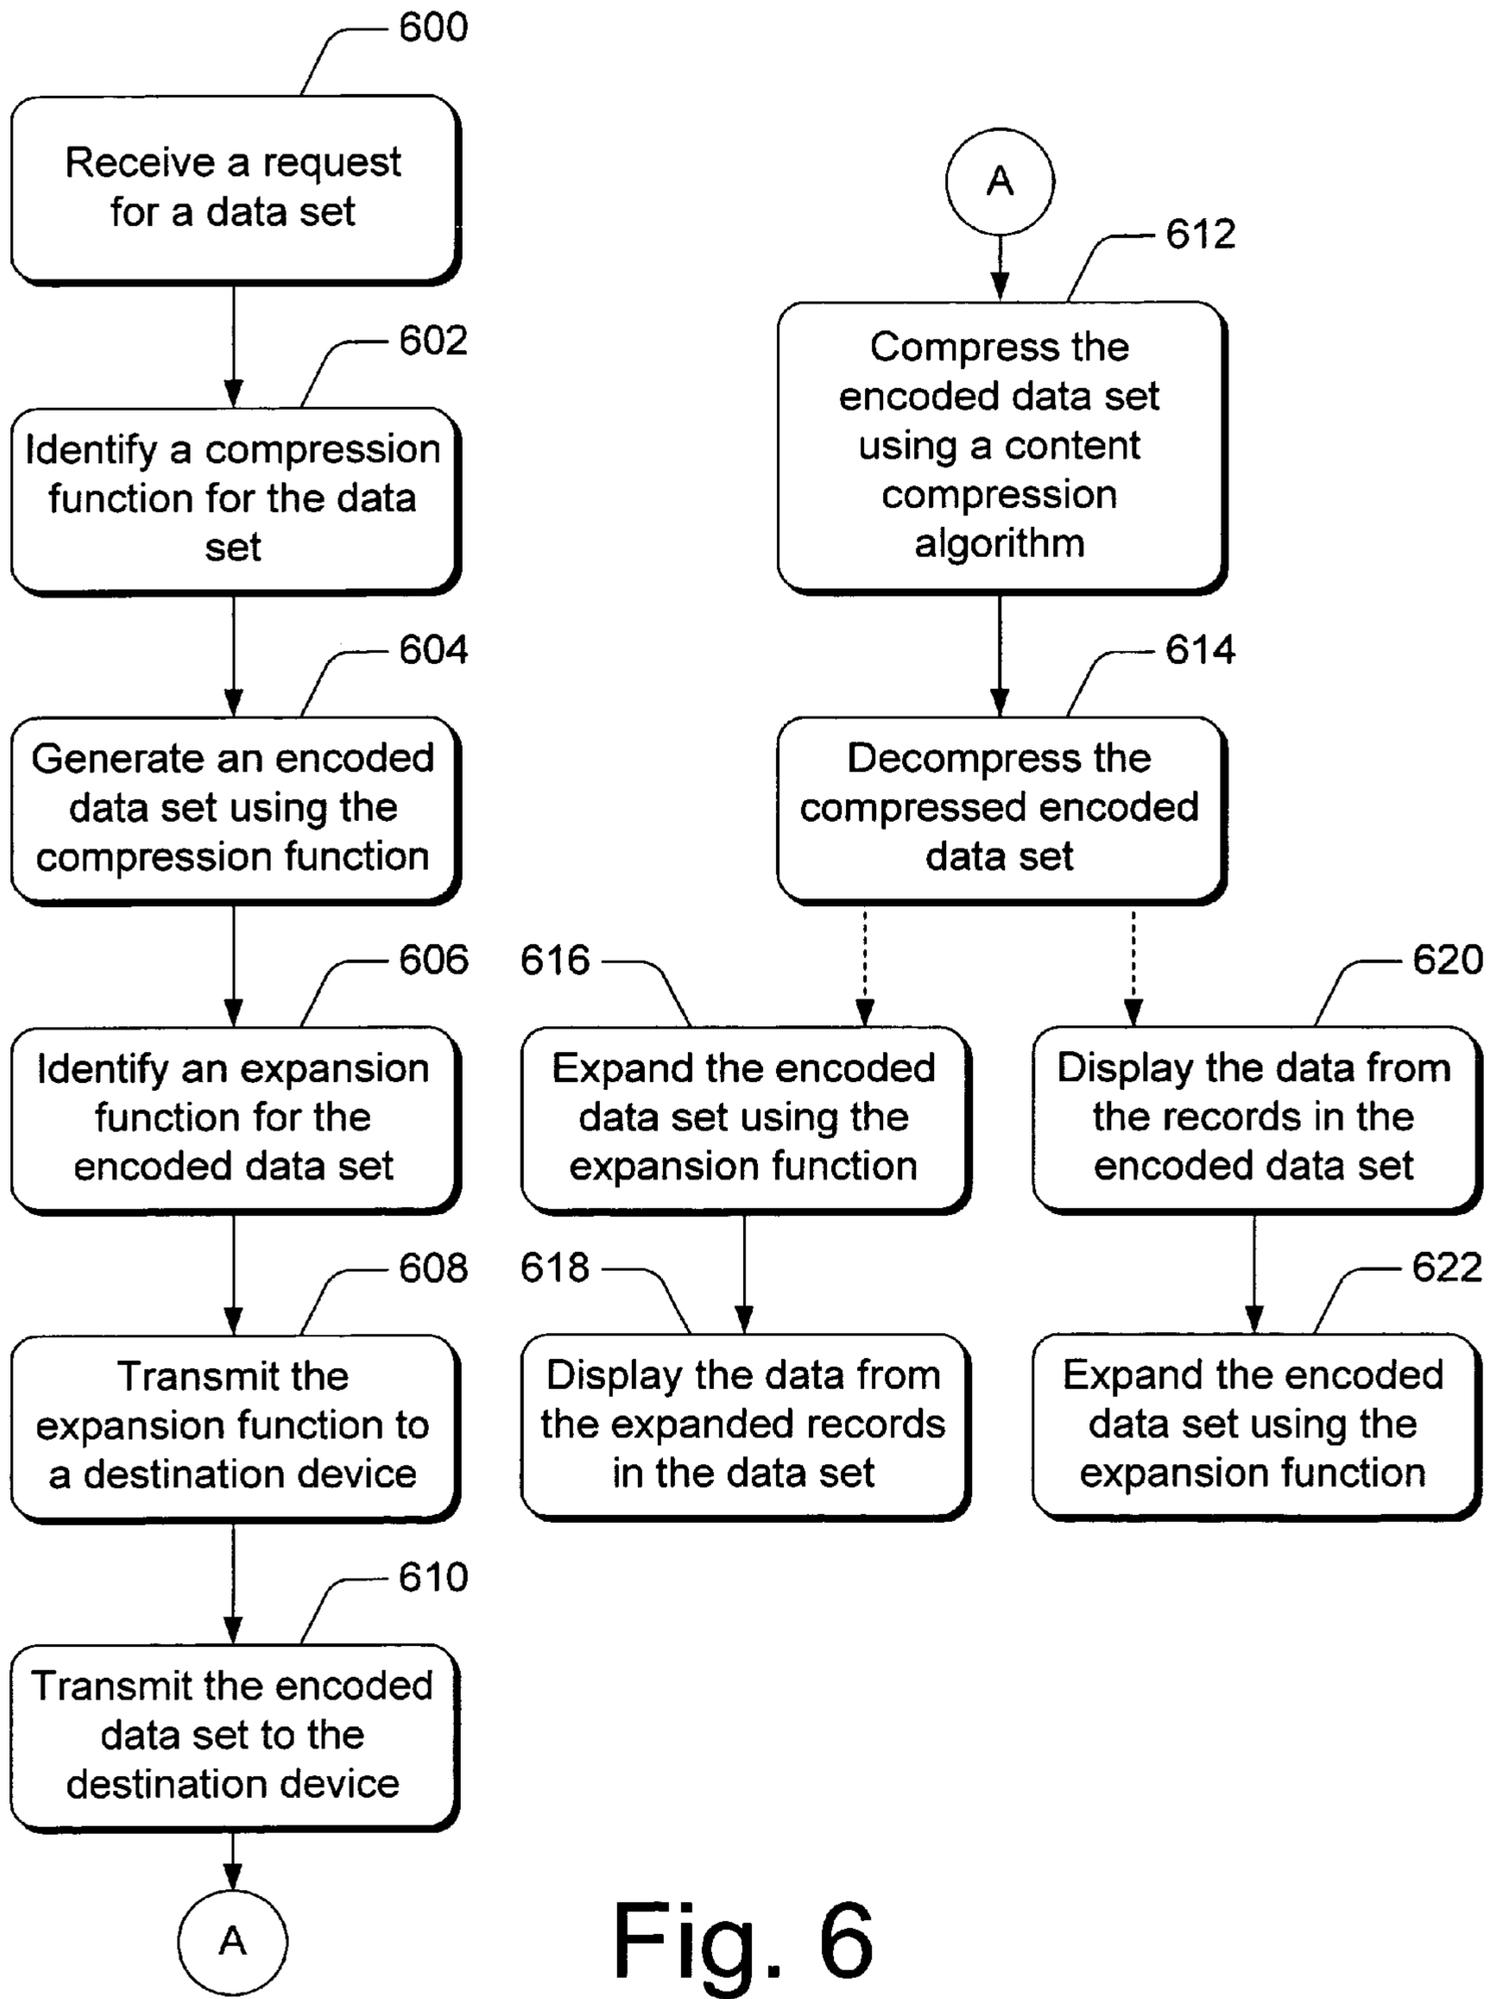 600
Receive a request
for a data set
602
Identify a compression
function for the data
set
604
Generate an encoded
data set using the
compression function
606
Identify an expansion
function for the
encoded data set
608
Transmit the
expansion function to
a destination device
610
Transmit the encoded
data set to the
destination device
A
A
612
Compress the
encoded data set
using a content
compression
algorithm
614
Decompress the
compressed encoded
data set
616
Expand the encoded
data set using the
expansion function
618
Display the data from
the expanded records
in the data set
620
Display the data from
the records in the
encoded data set
622
Expand the encoded
data set using the
expansion function
Fig. 6